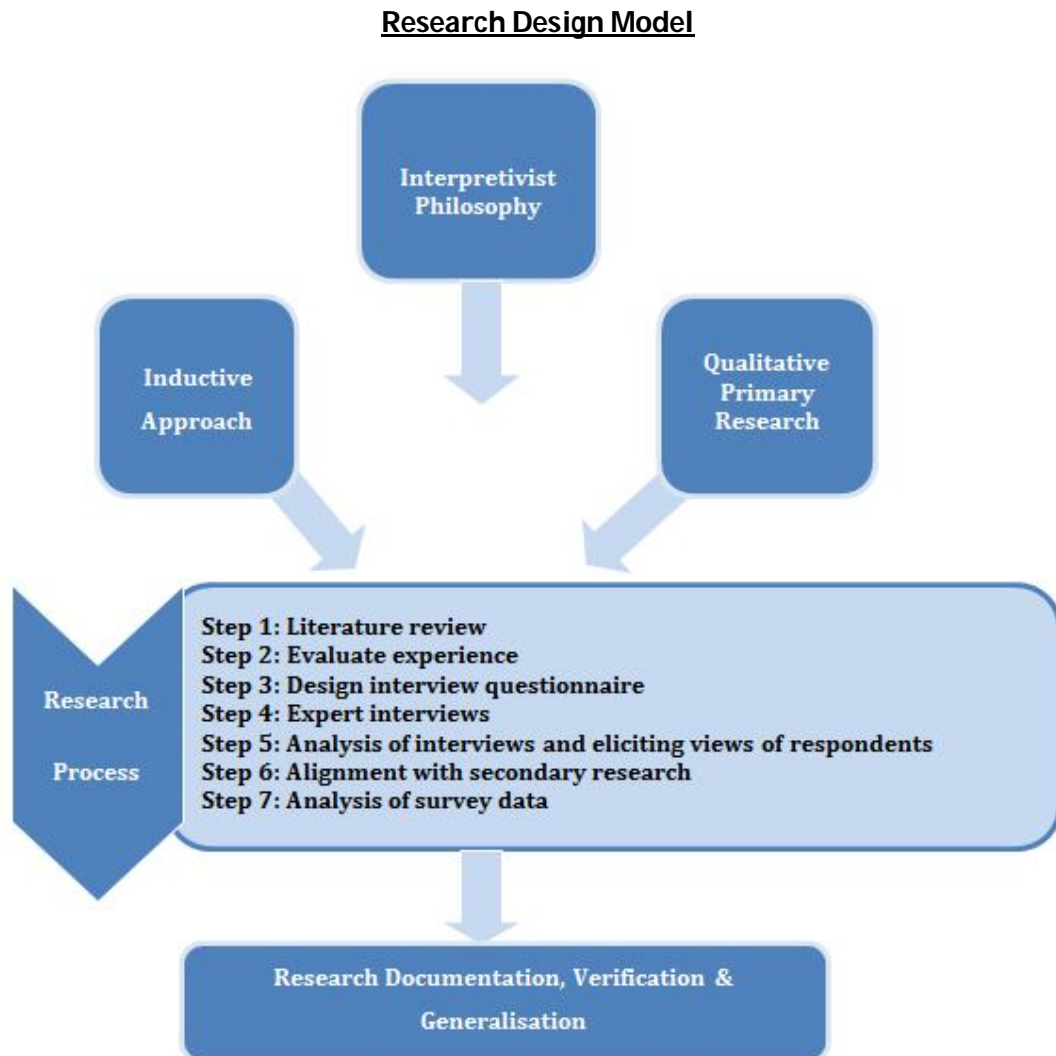 Research Design Model
Interpretivist
Philosophy
Inductive
Approach
Qualitative
Primary
Research
Research
Process
Step 1: Literature review
Step 2: Evaluate experience
Step 3: Design interview questionnaire
Step 4: Expert interviews
Step 5: Analysis of interviews and eliciting views of respondents
Step 6: Alignment with secondary research
Step 7: Analysis of survey data
Research Documentation, Verification &
Generalisation